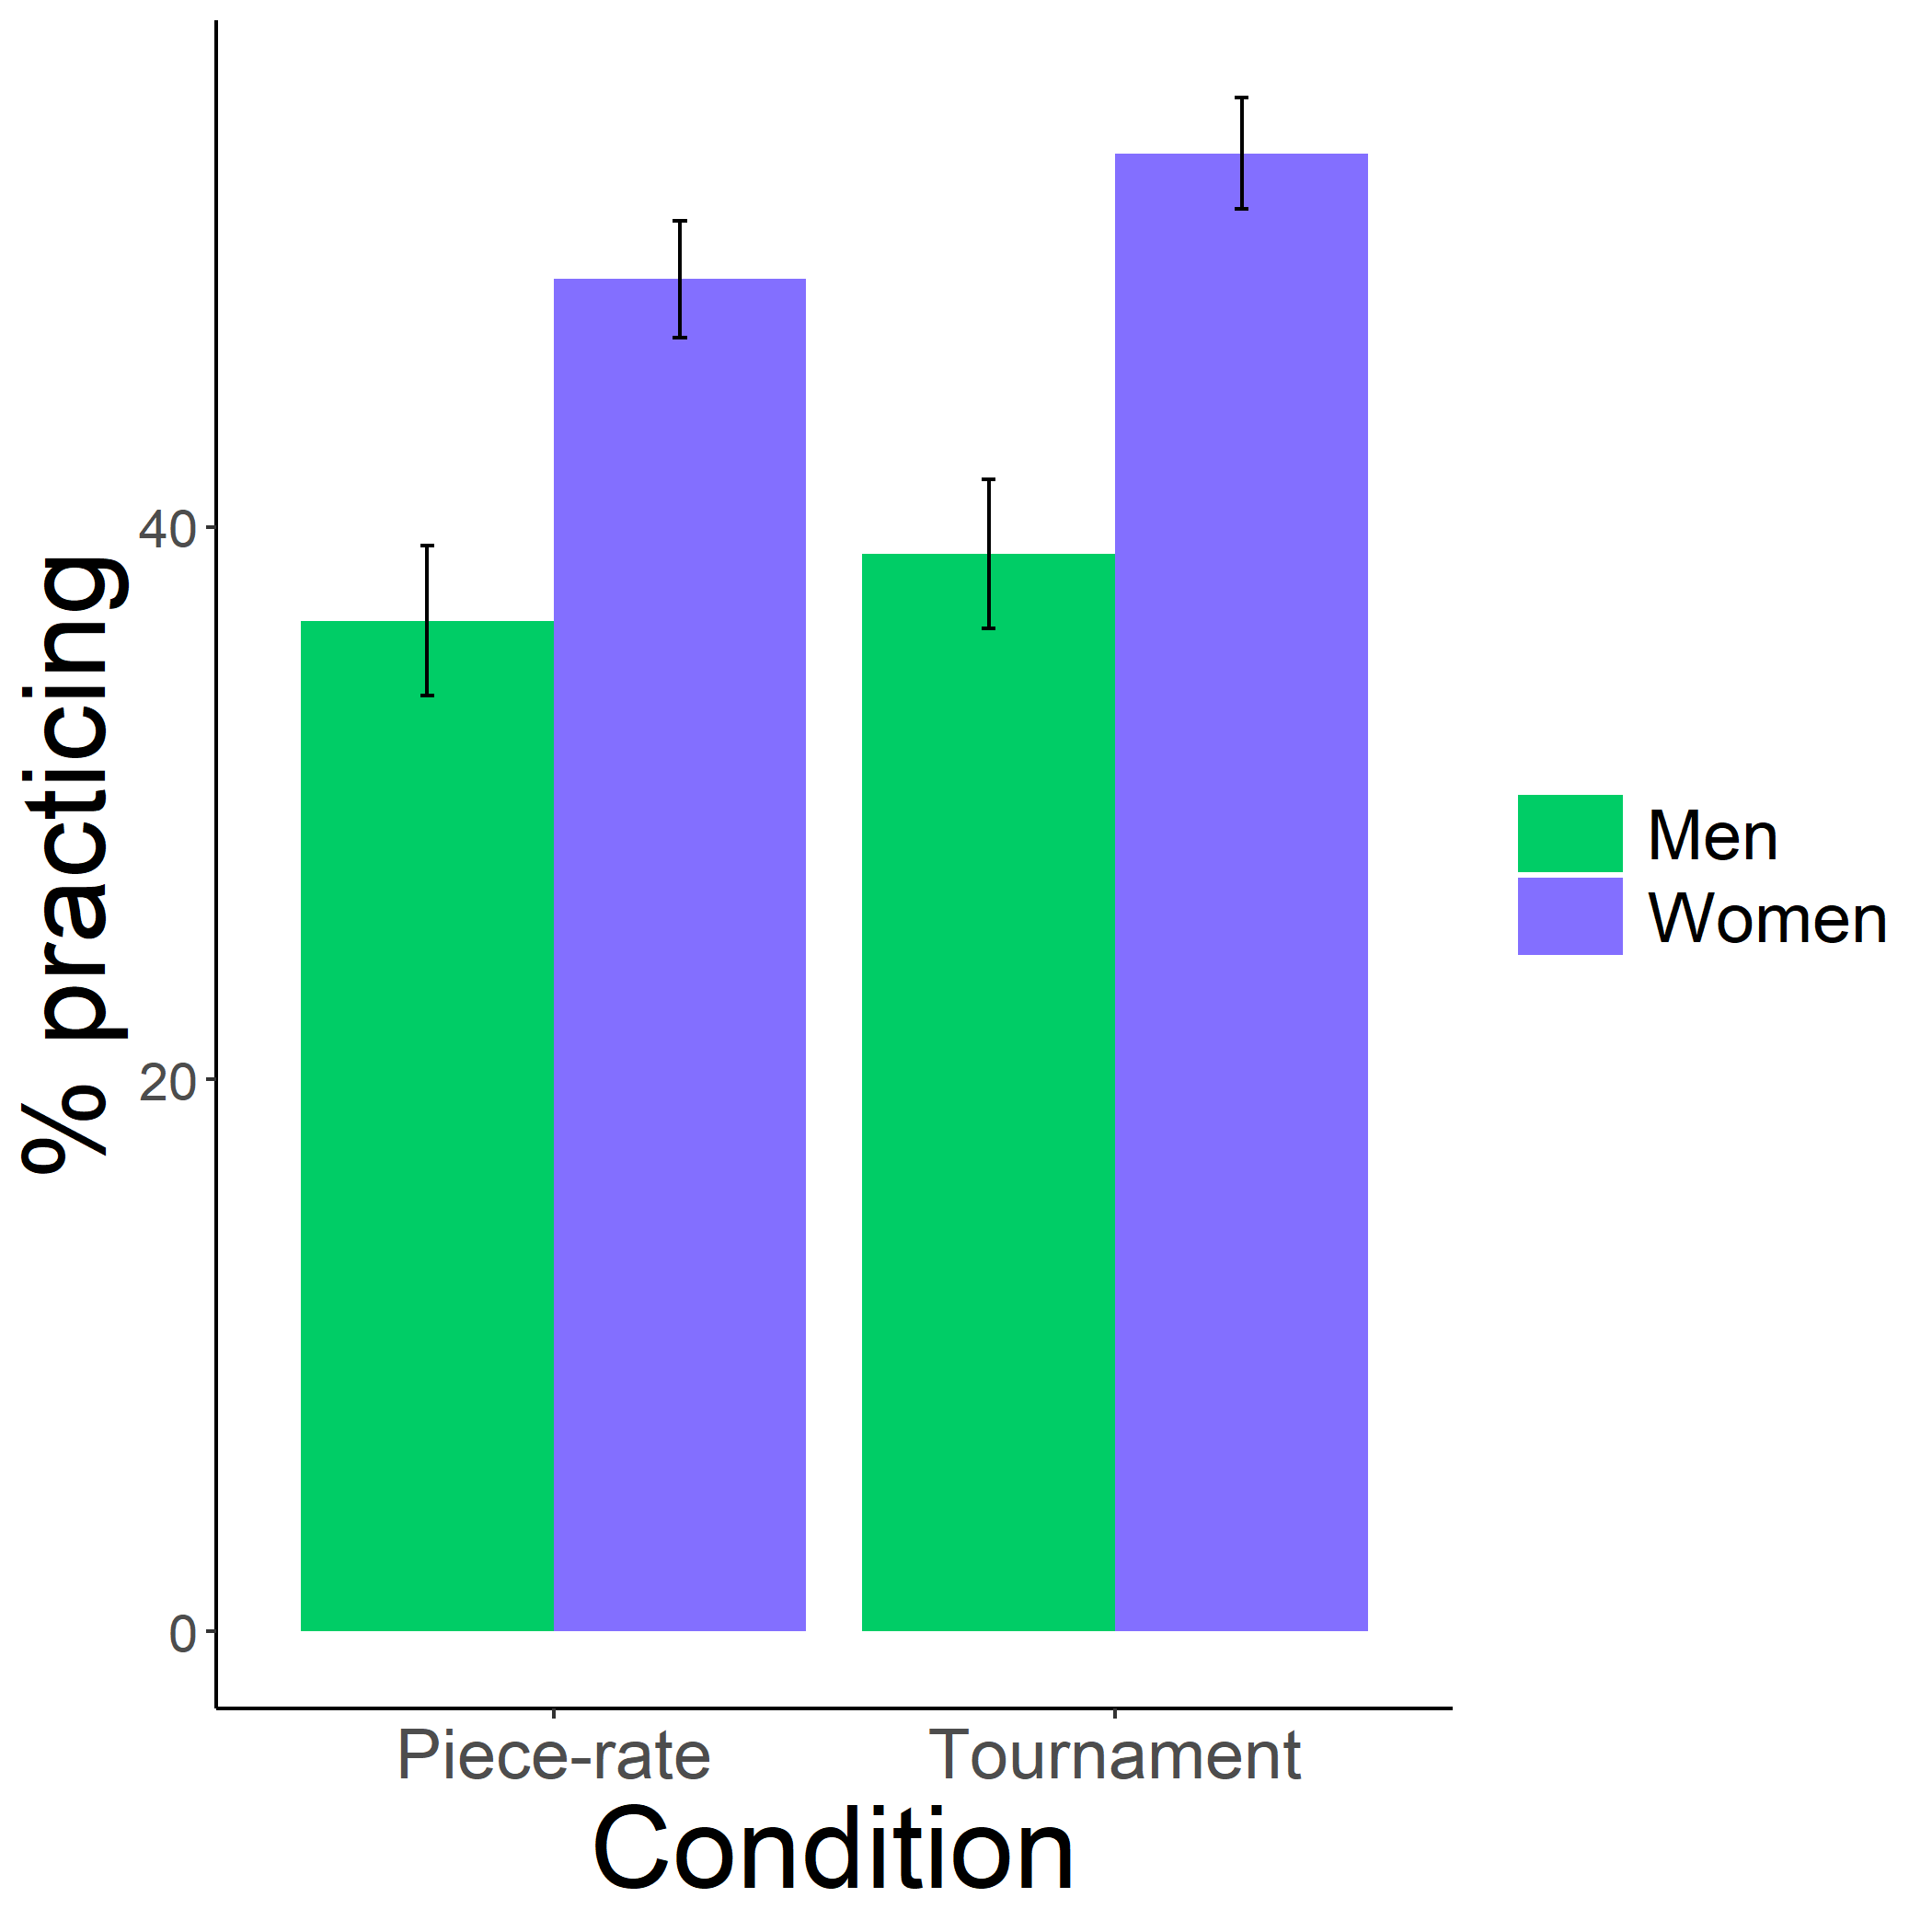 % practicing
40
20
0
Piece-rate
Tournament
Condition
Men
Women